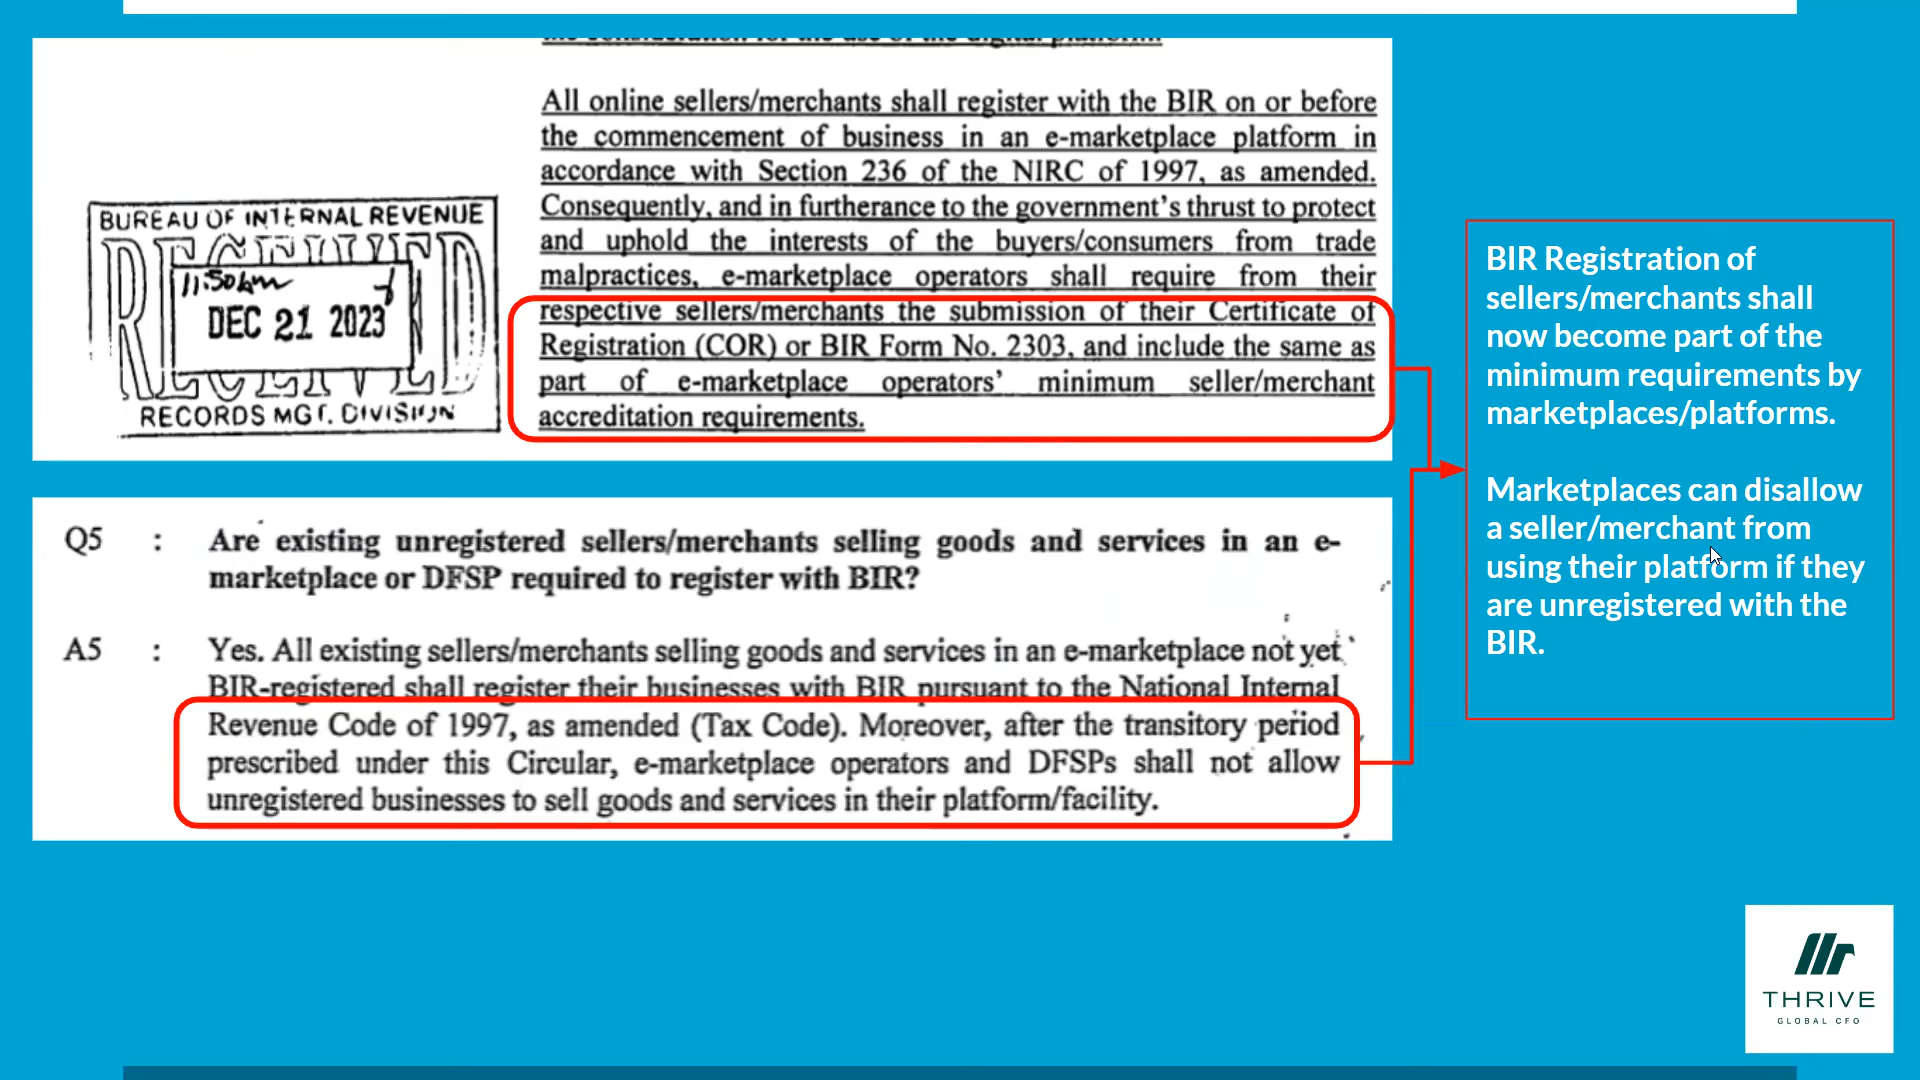 the consideration for the use of the digital platform.
All online sellers/merchants shall register with the BIR on or before
the commencement of business in an e-marketplace platform in
accordance with Section 236 of the NIRC of 1997, as amended.
Consequently, and in furtherance to the government's thrust to protect
and uphold the interests of the buyers/consumers from trade
malpractices, e-marketplace operators shall require from their
respective sellers/merchants the submission of their Certificate of
Registration (COR) or BIR Form No. 2303, and include the same as
part of e-marketplace operators' minimum seller/merchant
accreditation requirements.
BUREAU OF INTERNAL REVENUE
RECEIVED
11:50am
DEC 21 2023
RECORDS MGT. DIVISION
Q5 : Are existing unregistered sellers/merchants selling goods and services in an e-
marketplace or DFSP required to register with BIR?
A5 : Yes. All existing sellers/merchants selling goods and services in an e-marketplace not yet
BIR-registered shall register their businesses with BIR pursuant to the National Internal
Revenue Code of 1997, as amended (Tax Code). Moreover, after the transitory period
prescribed under this Circular, e-marketplace operators and DFSPs shall not allow
unregistered businesses to sell goods and services in their platform/facility.
BIR Registration of
sellers/merchants shall
now become part of the
minimum requirements by
marketplaces/platforms.
Marketplaces can disallow
a seller/merchant from
using their platform if they
are unregistered with the
BIR.
THRIVE
GLOBAL CFO